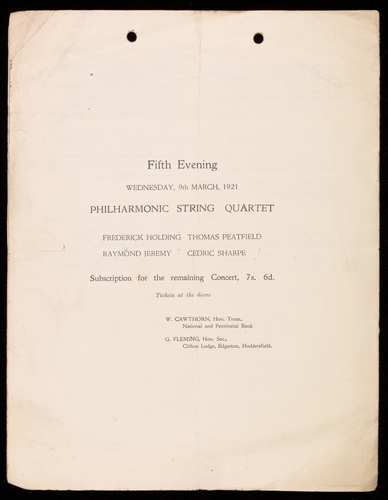 Fifth Evening
WEDNESDAY, 9th MARCH, 1921
PHILHARMONIC STRING QUARTET
FREDERICK HOLDING THOMAS PEATFIELD
RAYMOND JEREMY CEDRIC SHARPE
Subscription for the remaining Concert, 7s. 6d.
Tickets at the doors
W. CAWTHORN, Hon. Treas.,
National and Provincial Bank
G. FLEMING, Hon. Sec.,
Clifton Lodge, Edgerton, Huddersfield.